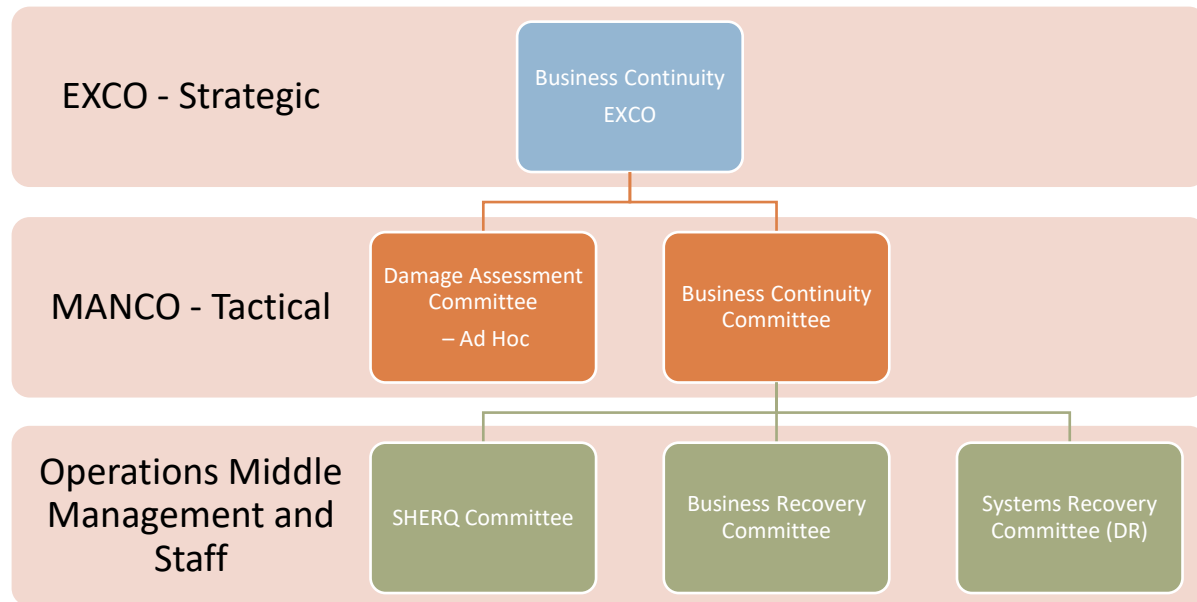 EXCO - Strategic
Business Continuity
EXCO
MANCO - Tactical
Damage Assessment
Committee
– Ad Hoc
Business Continuity
Committee
Operations Middle
Management and
Staff
SHERQ Committee
Business Recovery
Committee
Systems Recovery
Committee (DR)